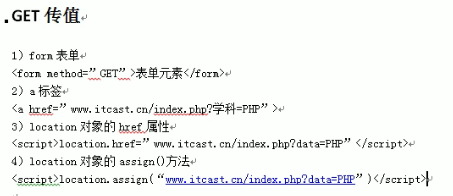 GET 传值
1）form 表单
<form method=”GET”>表单元素</form>
2）a 标签
<a href=” www.itcast.cn/index.php?学科=PHP” >
3）location 对象的 href 属性
<script>location.href=” www.itcast.cn/index.php?data=PHP”</script>
4）location 对象的 assign()方法
<script>location.assign(“www.itcast.cn/index.php?data=PHP”)</script>